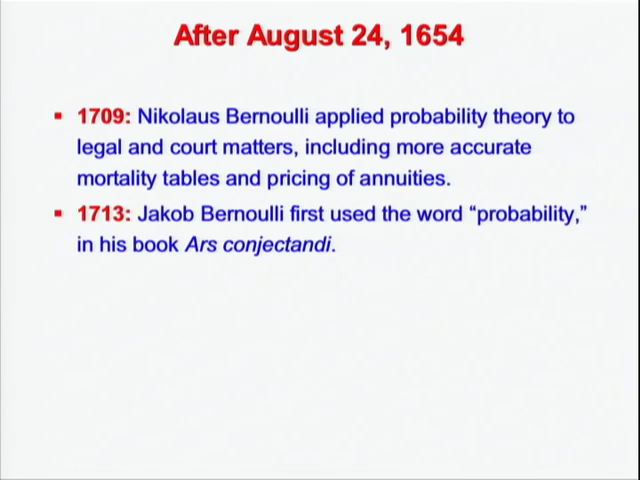 After August 24, 1654
▪ 1709: Nikolaus Bernoulli applied probability theory to
legal and court matters, including more accurate
mortality tables and pricing of annuities.
▪ 1713: Jakob Bernoulli first used the word “probability,”
in his book Ars conjectandi.